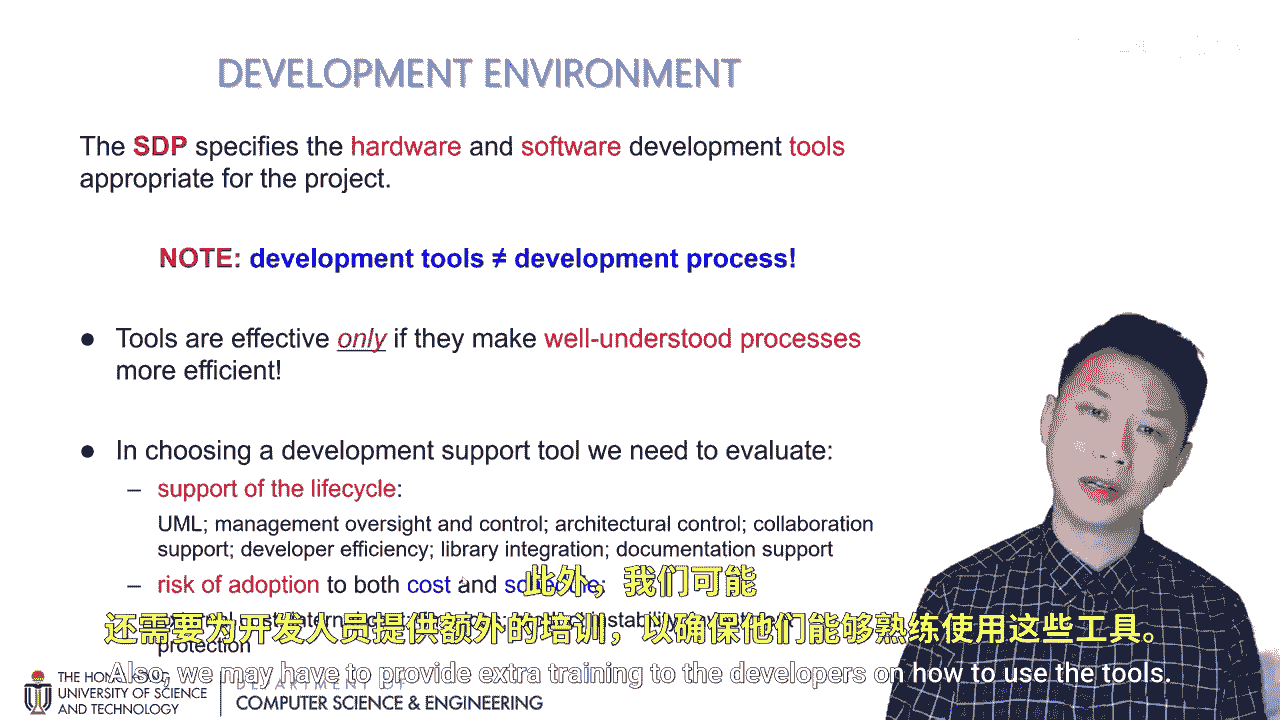 DEVELOPMENT ENVIRONMENT
The SDP specifies the hardware and software development tools
appropriate for the project.
NOTE: development tools ≠ development process!
● Tools are effective only if they make well-understood processes
more efficient!
● In choosing a development support tool we need to evaluate:
– support of the lifecycle:
UML; management oversight and control; architectural control; collaboration
support; developer efficiency; library integration; documentation support
– risk of adoption to both cost and
此外，我们可能
还需要为开发人员提供额外的培训，以确保他们能够熟练使用这些工具。
protection
Also, we may have to provide extra training to the developers on how to use the tools.
THE HONG KONG
UNIVERSITY OF SCIENCE
AND TECHNOLOGY
DEPARTMENT OF
COMPUTER SCIENCE & ENGINEERING